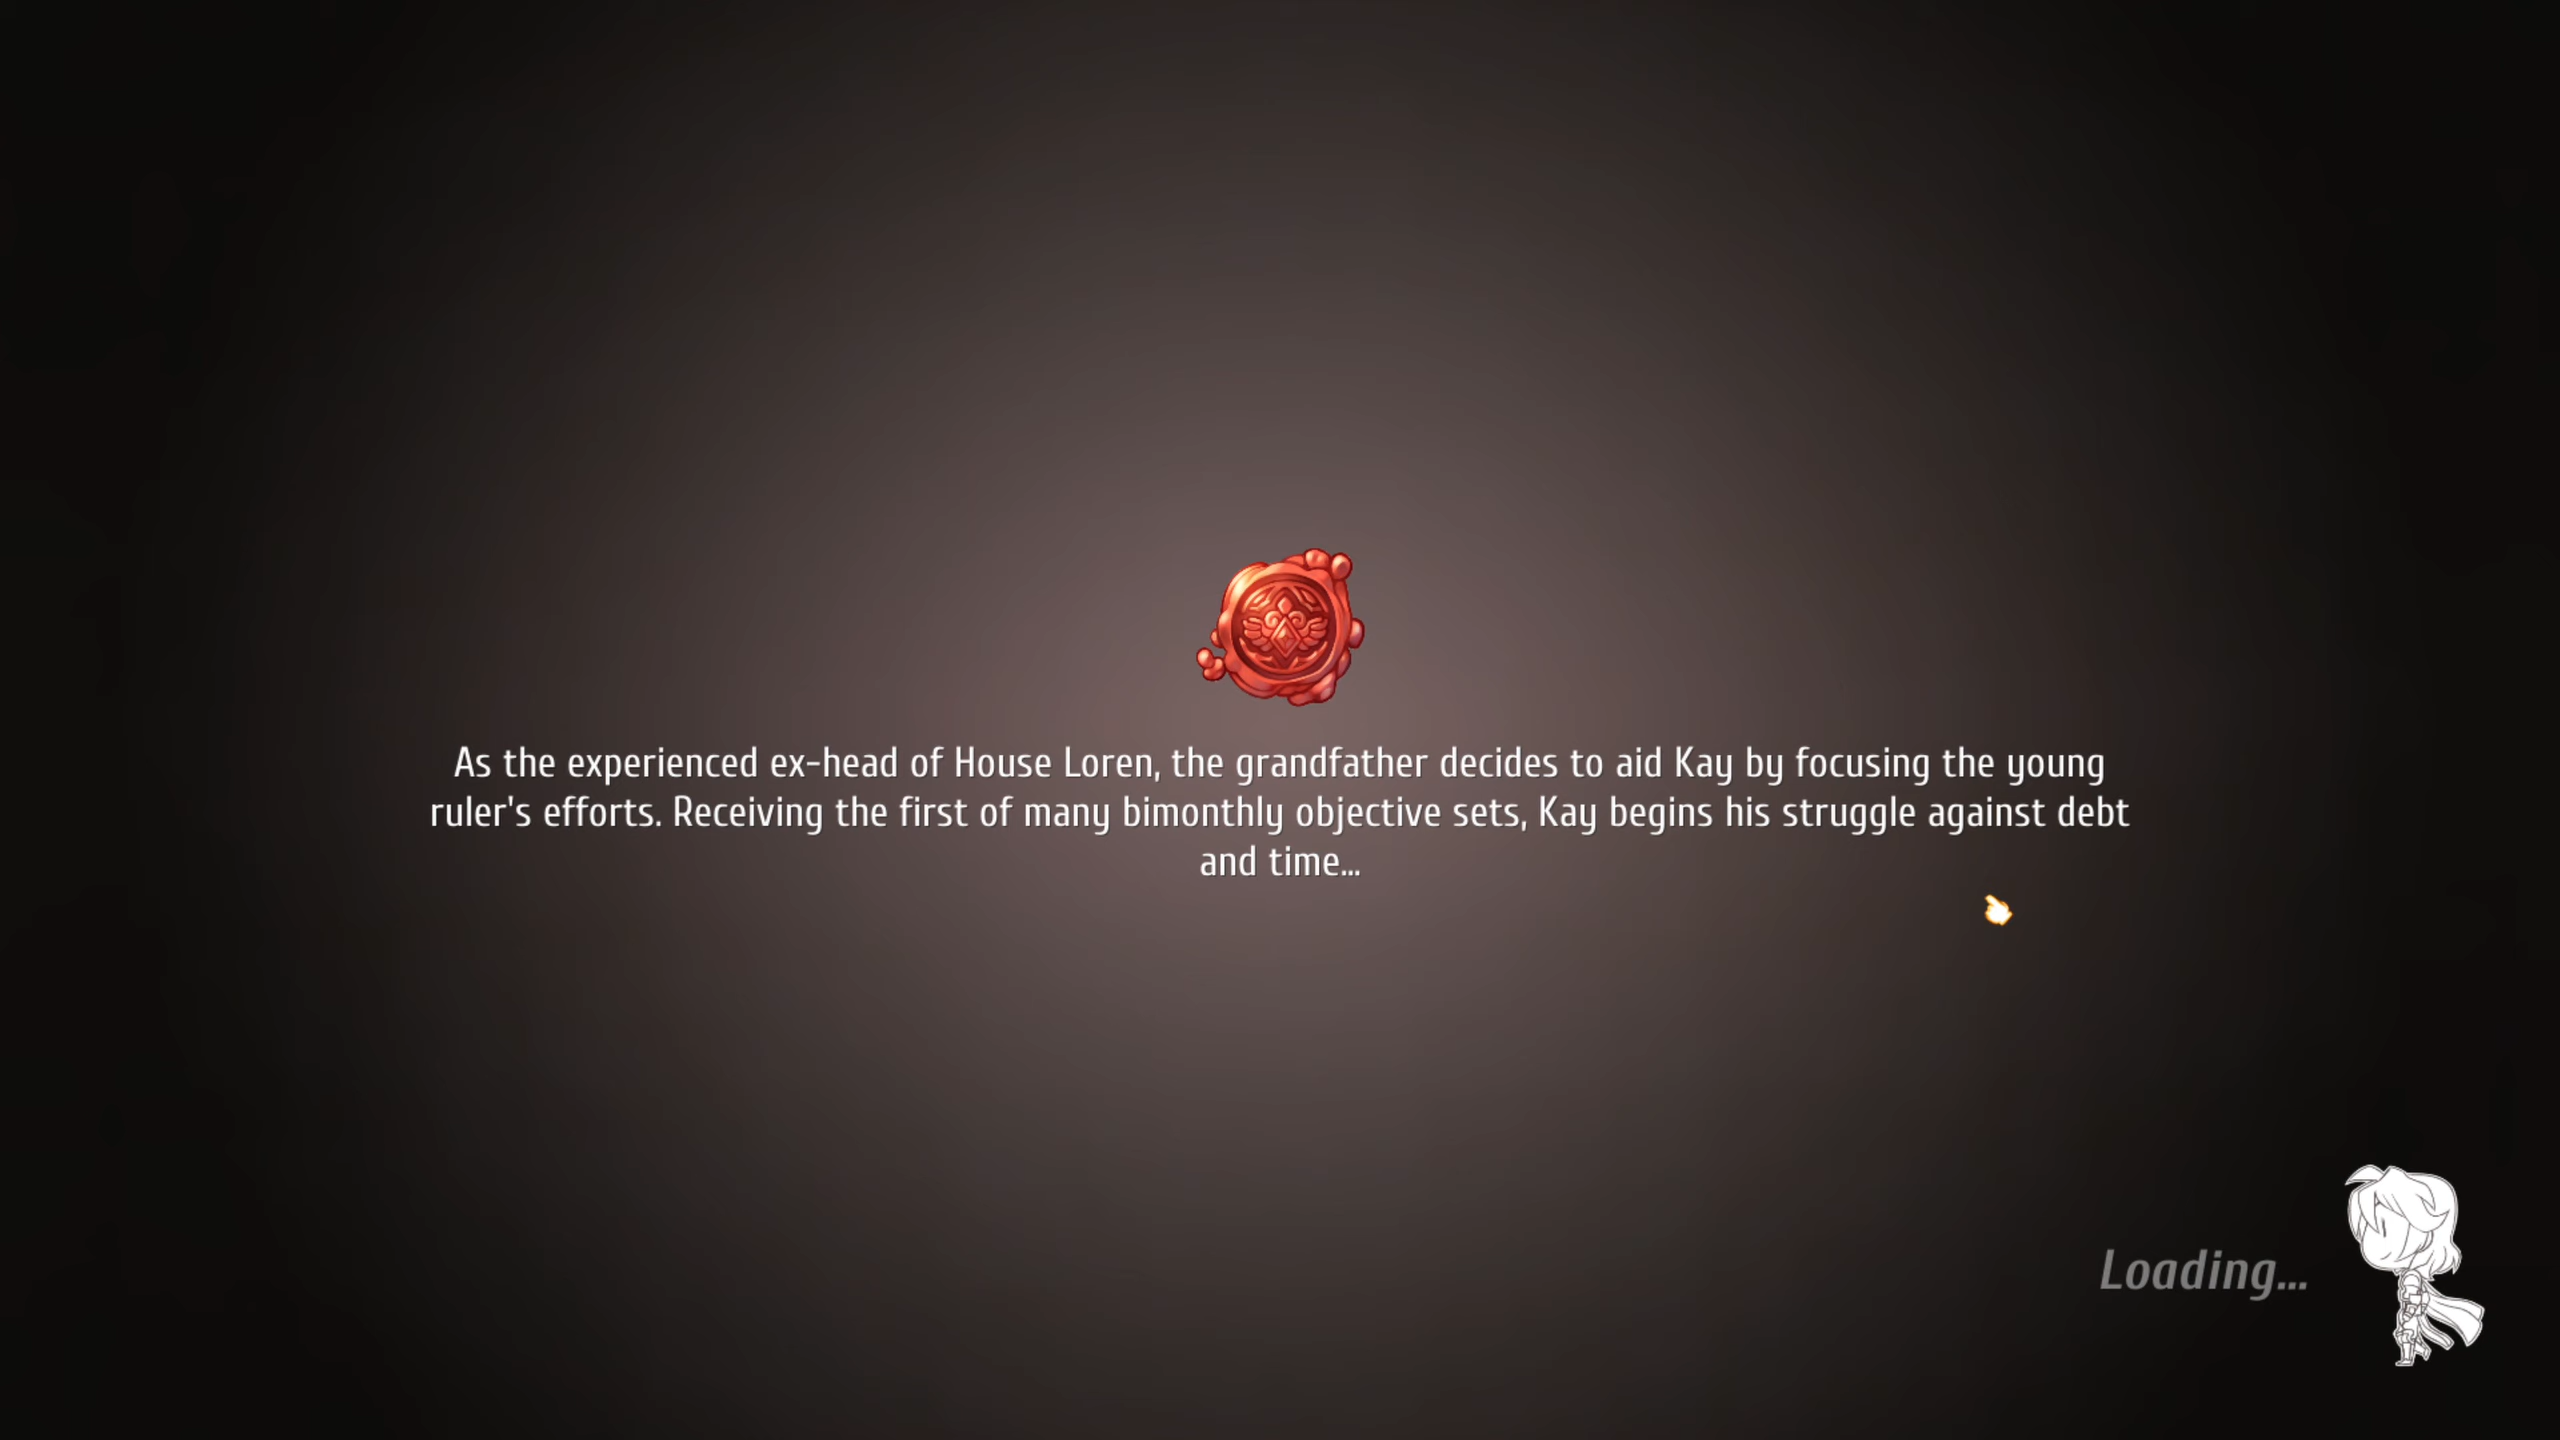 As the experienced ex-head of House Loren, the grandfather decides to aid Kay by focusing the young
ruler's efforts. Receiving the first of many bimonthly objective sets, Kay begins his struggle against debt
and time...
Loading...